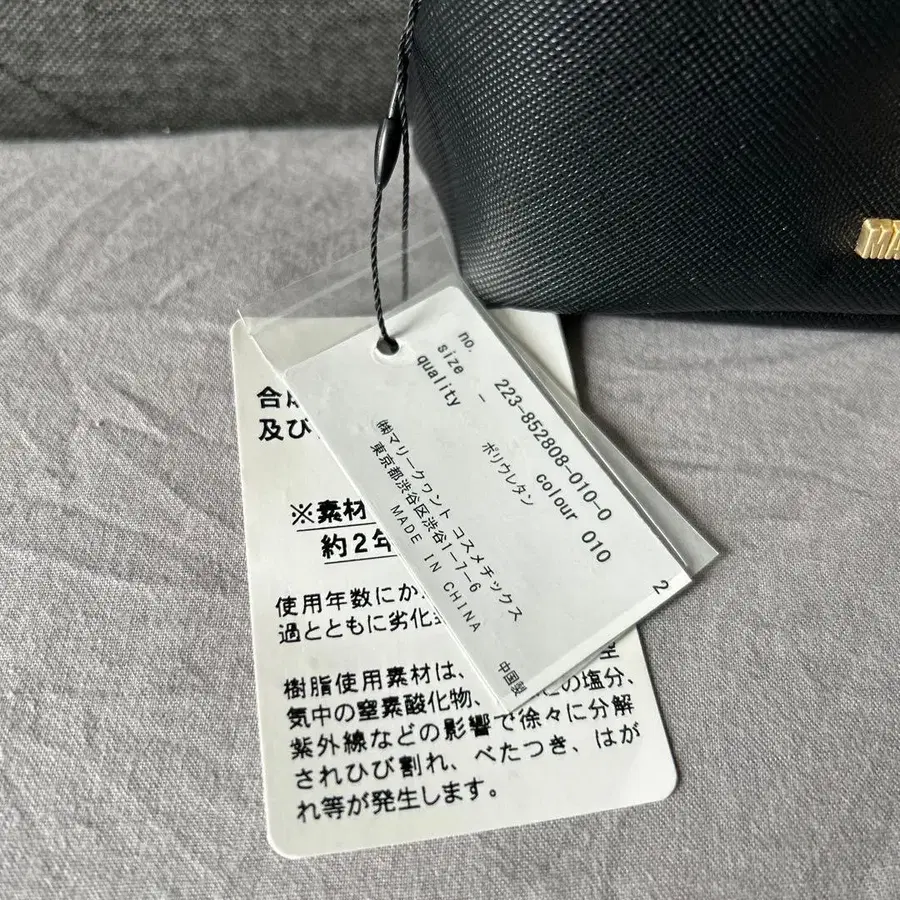 no. 223-852808-010-0
size - colour 010
quality ポリウレタン
㈱マリークヮント コスメチックス
東京都渋谷区渋谷1-7-6
MADE IN CHINA
中国製
2
MA
合
及び
※素材
約2年
使用年数にか
過とともに劣化
樹脂使用素材は、
気中の窒素酸化物、 どの塩分、
紫外線などの影響で徐々に分解
されひび割れ、べたつき、はが
れ等が発生します。